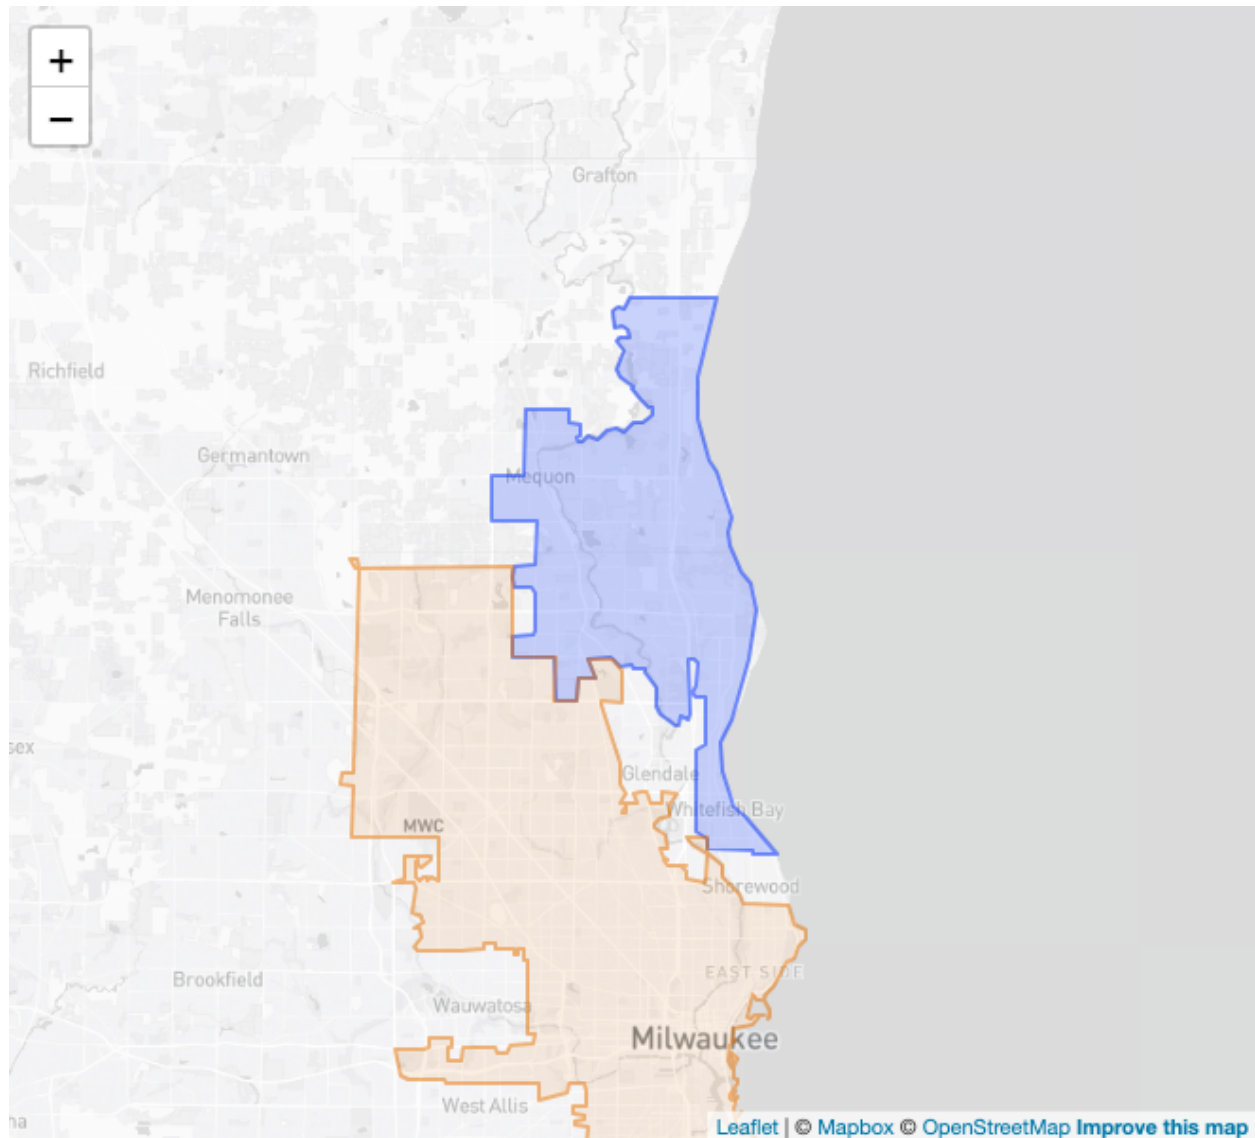 +
−
Grafton
Richfield
Germantown
Mequon
Menomonee
Falls
sex
Glendale
Whitefish Bay
MWC
Shorewood
EAST SIDE
Brookfield
Wauwatosa
Milwaukee
West Allis
na
Leaflet | © Mapbox © OpenStreetMap Improve this map